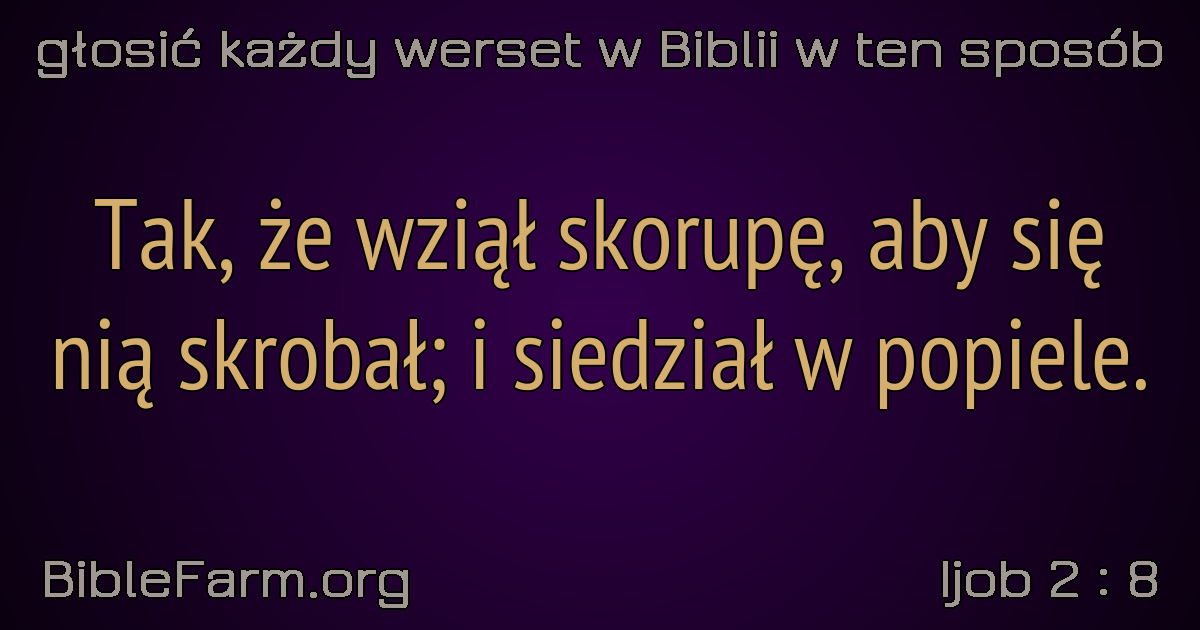 głosić każdy werset w Biblii w ten sposób
Tak, że wziął skorupę, aby się
nią skrobał; i siedział w popiele.
BibleFarm.org
Ijob 2 : 8